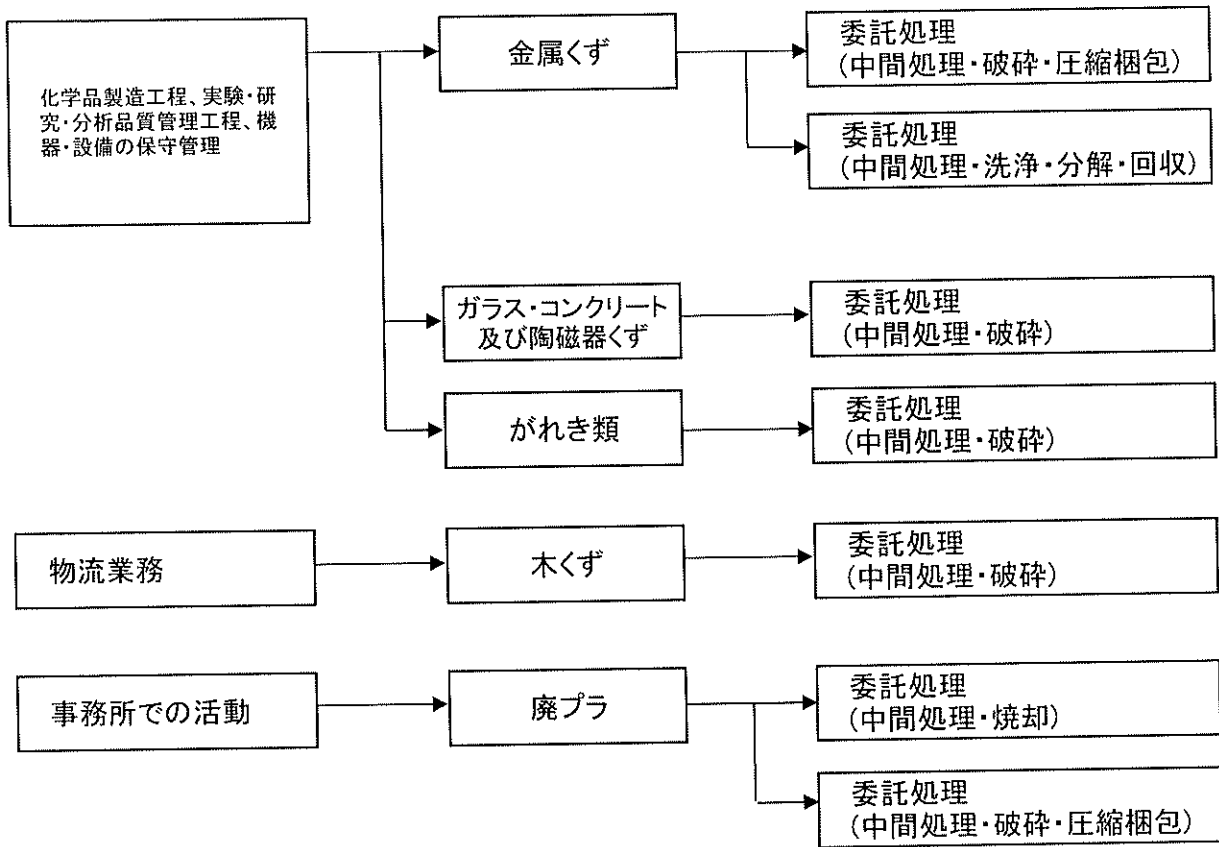 化学品製造工程、実験・研
究・分析品質管理工程、機
器・設備の保守管理
金属くず
委託処理
(中間処理・破砕・圧縮梱包)
委託処理
(中間処理・洗浄・分解・回収)
ガラス・コンクリート
及び陶磁器くず
委託処理
(中間処理・破砕)
がれき類
委託処理
(中間処理・破砕)
物流業務
木くず
委託処理
(中間処理・破砕)
事務所での活動
廃プラ
委託処理
(中間処理・焼却)
委託処理
(中間処理・破砕・圧縮梱包)